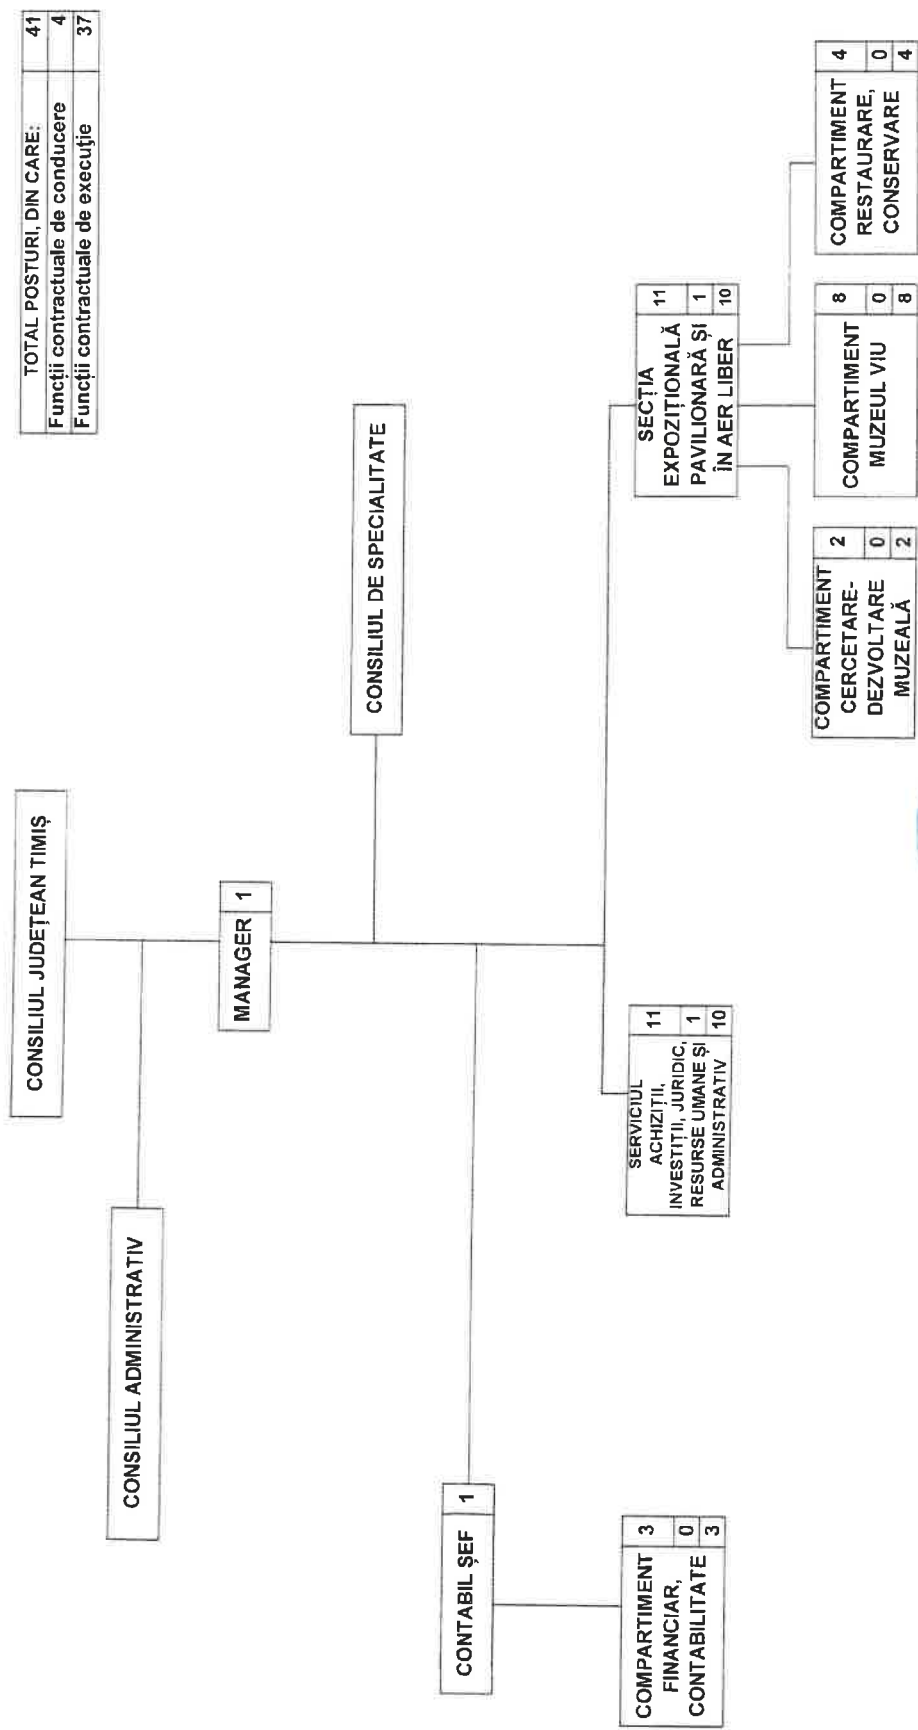 TOTAL POSTURI, DIN CARE: 41
Funcții contractuale de conducere 4
Funcții contractuale de execuție 37
CONSILIUL JUDEȚEAN TIMIȘ
CONSILIUL ADMINISTRATIV
MANAGER 1
CONSILIUL DE SPECIALITATE
CONTABIL ȘEF 1
COMPARTIMENT 3
FINANCIAR, 0
CONTABILITATE 3
SERVICIUL
ACHIZIȚII, 11
INVESTIȚII, JURIDIC,
RESURSE UMANE ȘI 1
ADMINISTRATIV 10
SECȚIA
EXPOZIȚIONALĂ 11
PAVILIONARĂ ȘI 1
ÎN AER LIBER 10
COMPARTIMENT 2
CERCETARE-
DEZVOLTARE 0
MUZEALĂ 2
COMPARTIMENT 8
MUZEUL VIU 0
8
COMPARTIMENT 4
RESTAURARE, 0
CONSERVARE 4